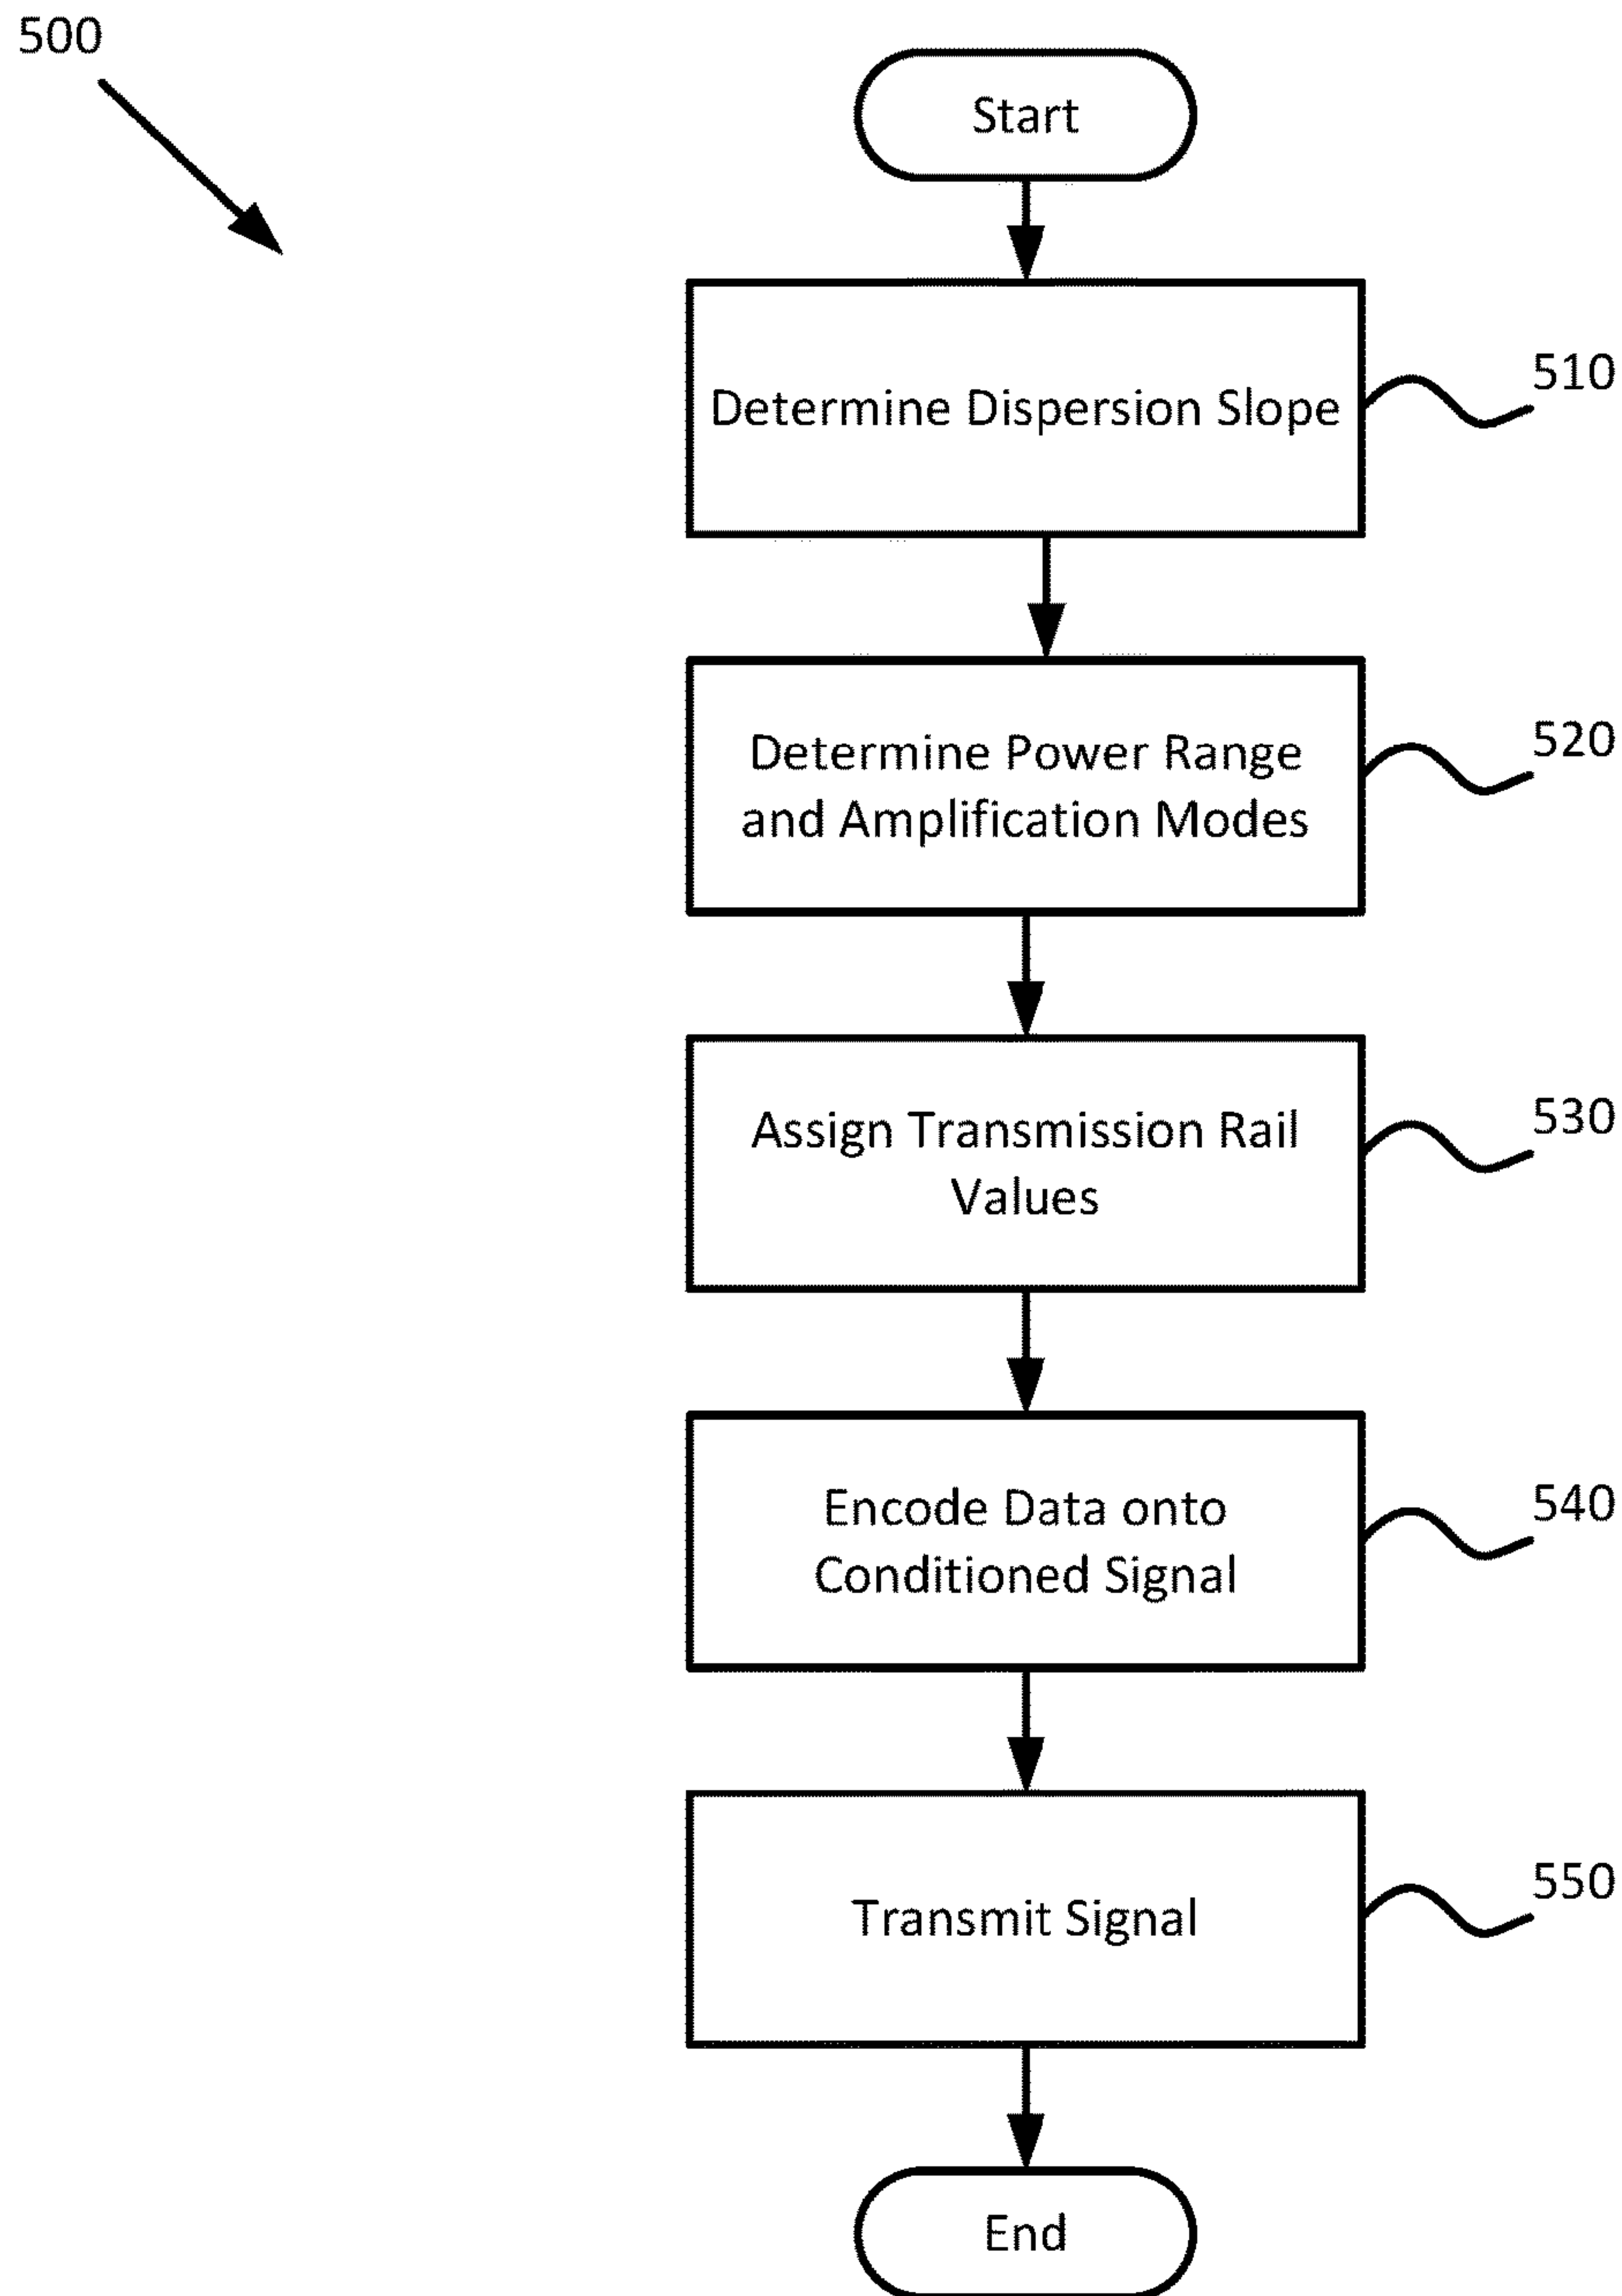 500
Start
Determine Dispersion Slope
510
Determine Power Range
and Amplification Modes
520
Assign Transmission Rail
Values
530
Encode Data onto
Conditioned Signal
540
Transmit Signal
550
End